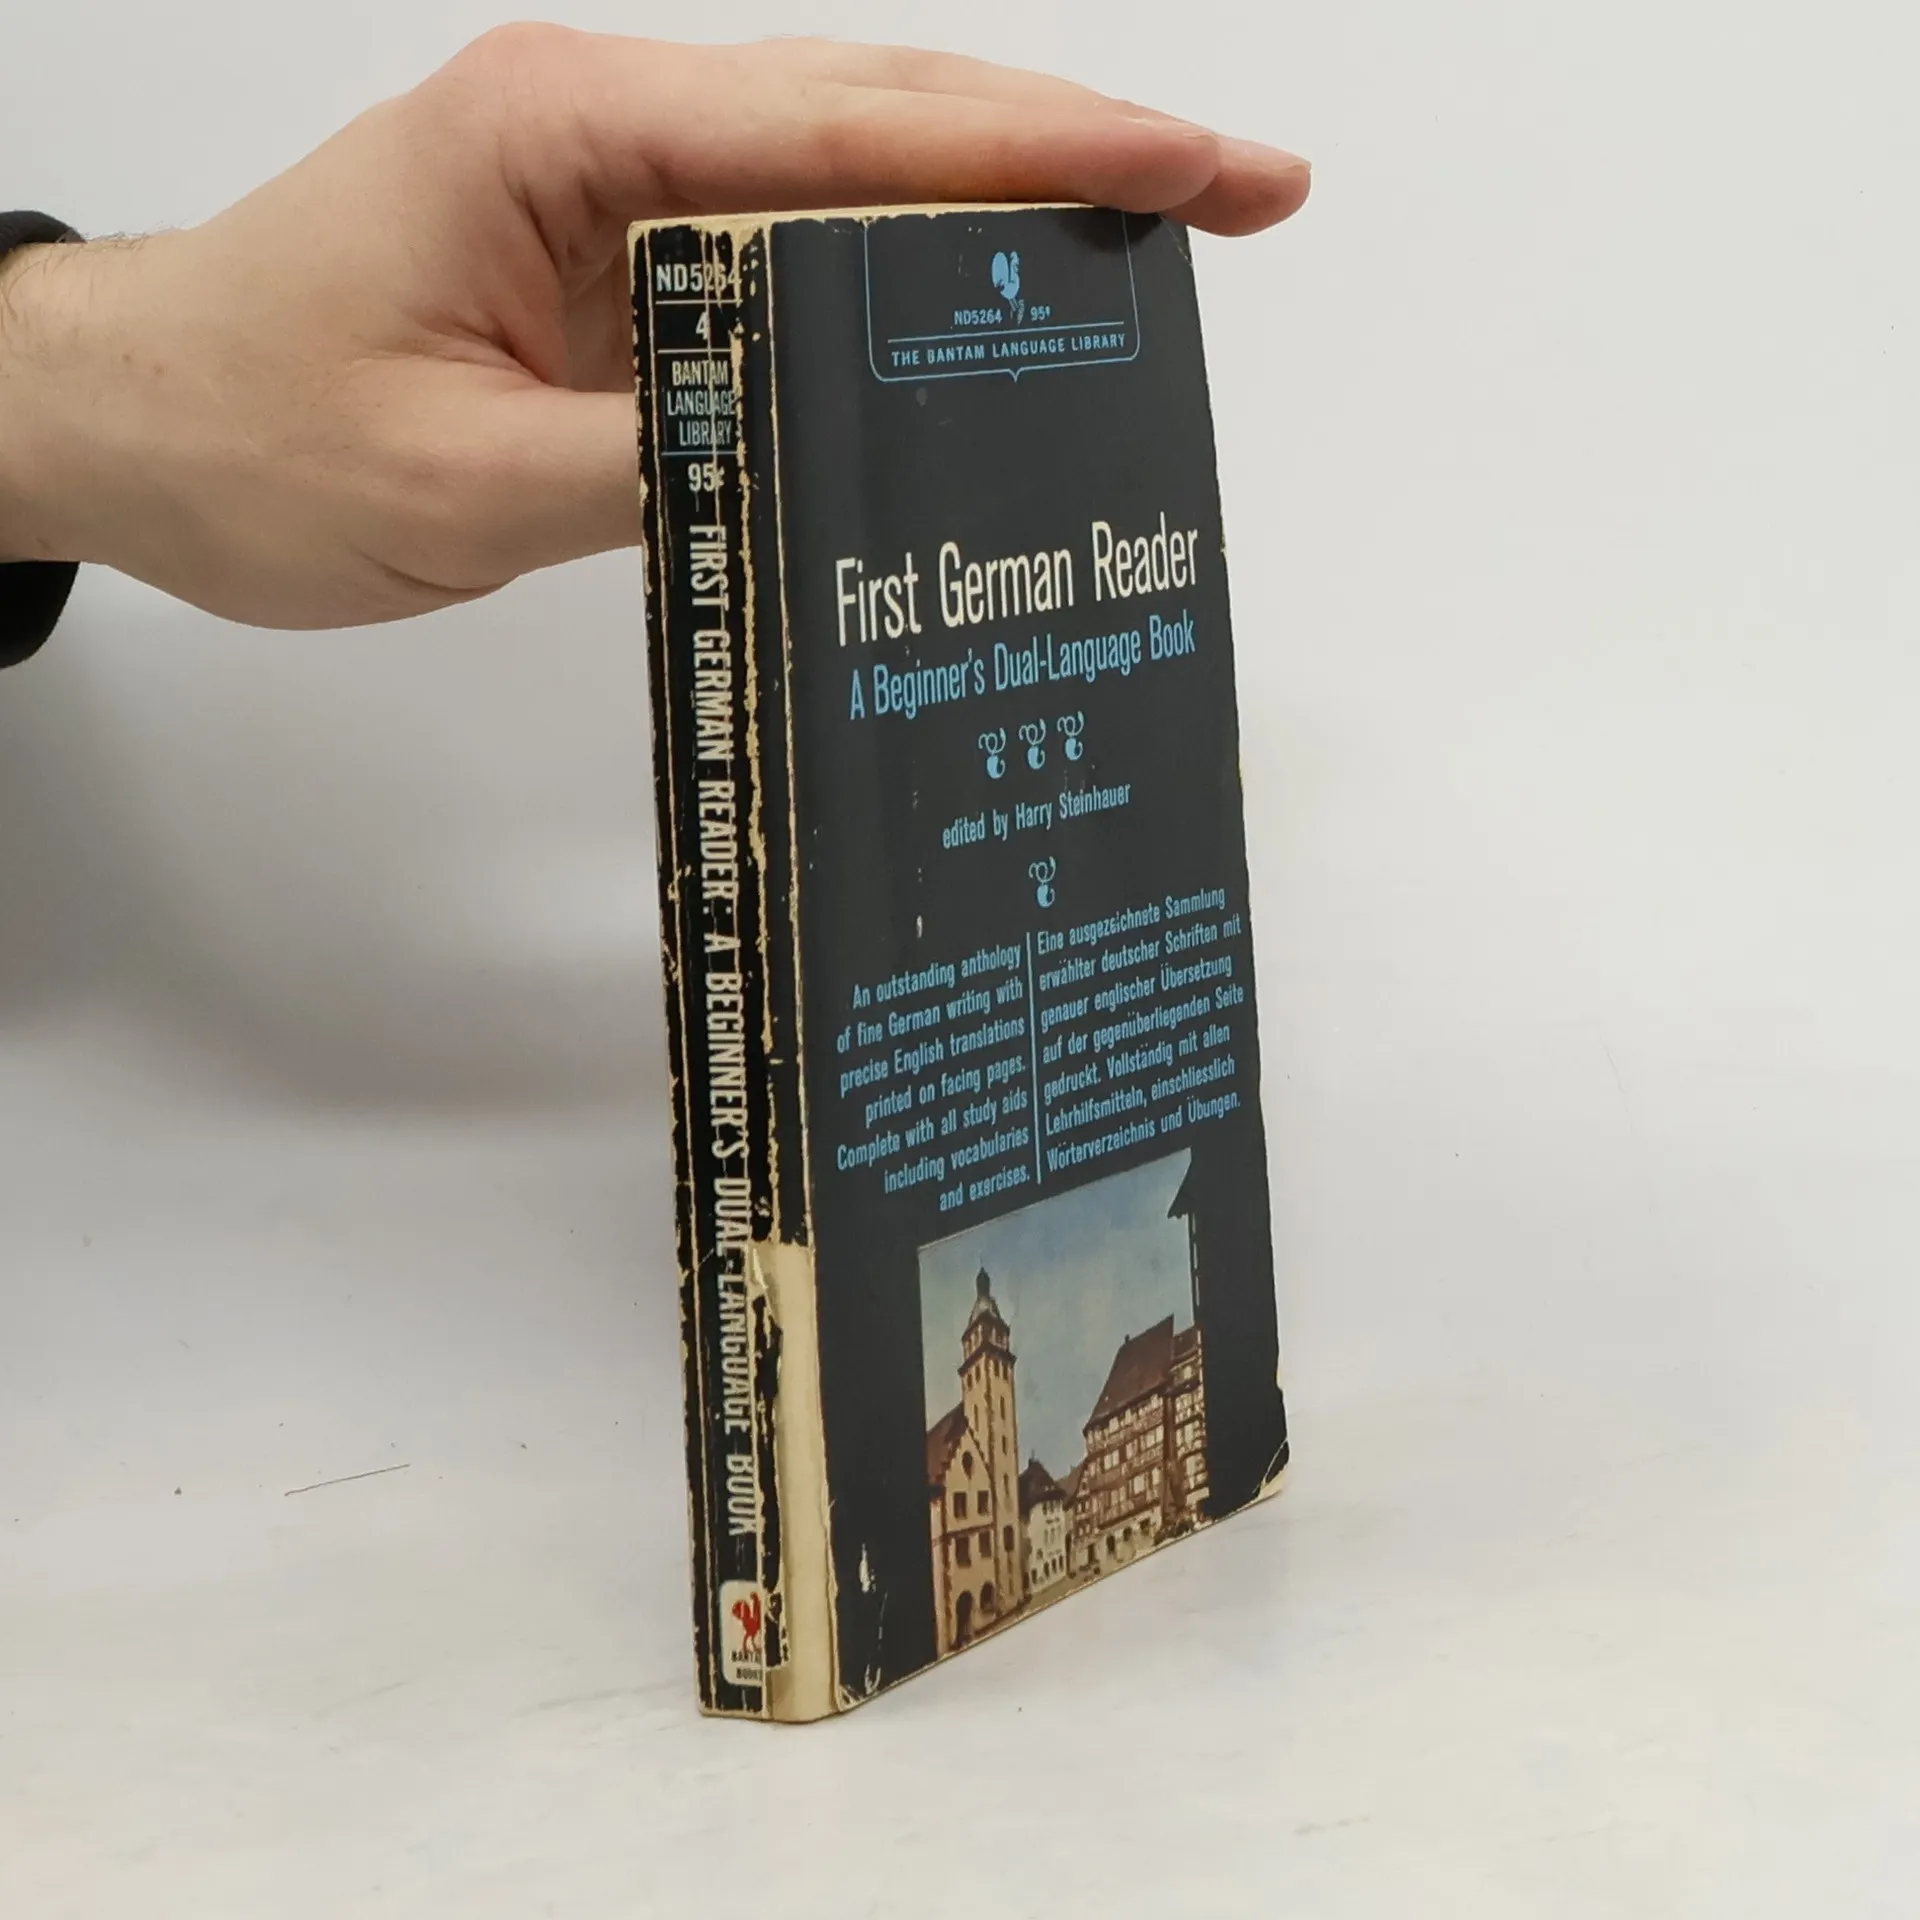 ND5264
4
BANTAM
LANGUAGE
LIBRARY
95¢
FIRST GERMAN READER: A BEGINNER'S DUAL-LANGUAGE BOOK
BANTAM
BOOKS
ND5264 95¢
THE BANTAM LANGUAGE LIBRARY
First German Reader
A Beginner's Dual-Language Book
edited by Harry Steinhauer
An outstanding anthology
of fine German writing with
precise English translations
printed on facing pages.
Complete with all study aids
including vocabularies
and exercises.
Eine ausgezeichnete Sammlung
erwählter deutscher Schriften mit
genauer englischer Übersetzung
auf der gegenüberliegenden Seite
gedruckt. Vollständig mit allen
Lehrhilfsmitteln, einschliesslich
Wörterverzeichnis und Übungen.